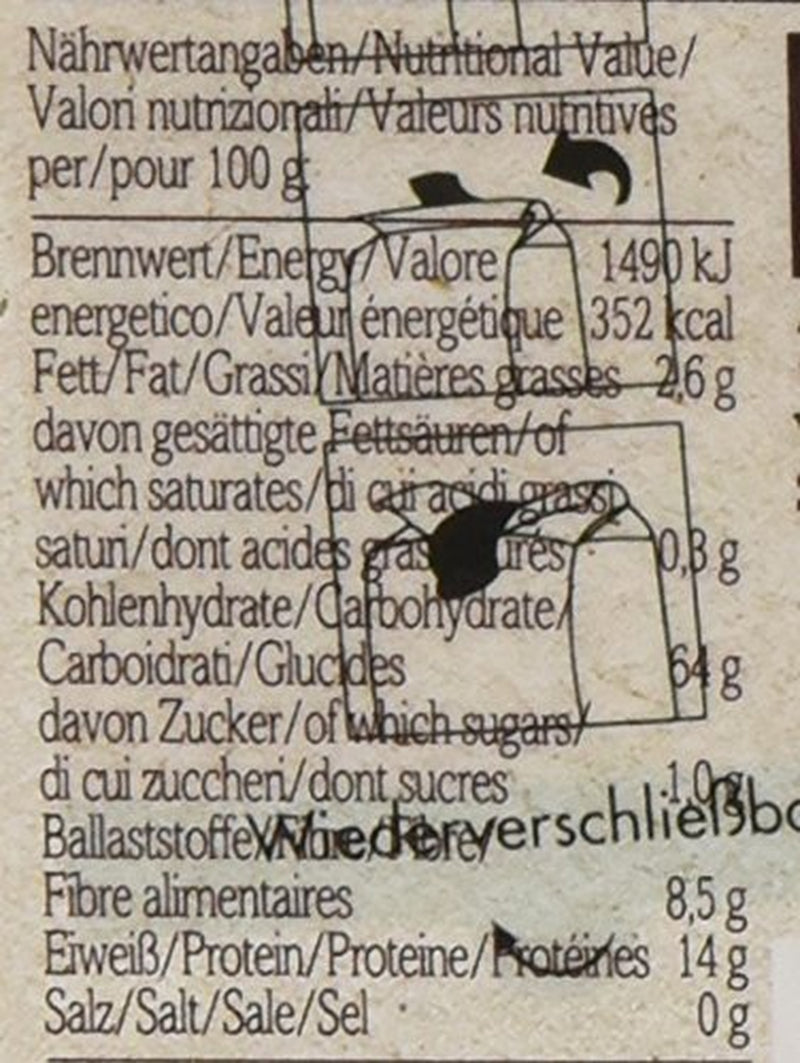 Nährwertangaben/Nutritional Value/
Valori nutrizionali/Valeurs nutritives
per/pour 100 g
Brennwert/Energy/Valore 1490 kJ
energetico/Valeur énergétique 352 kcal
Fett/Fat/Grassi/Matières grasses 2,6 g
davon gesättigte Fettsäuren/of
which saturates/di cui acidi grassi
saturi/dont acides gras 0,3 g
Kohlenhydrate/Carbohydrate/
Carboidrati/Glucides 64 g
davon Zucker/of which sugars/
di cui zuccheri/dont sucres 1,0 g
Wiederverschließba
Ballaststoffe/Fibre/Fibre/
Fibre alimentaires 8,5 g
Eiweiß/Protein/Proteine/Protéines 14 g
Salz/Salt/Sale/Sel 0 g